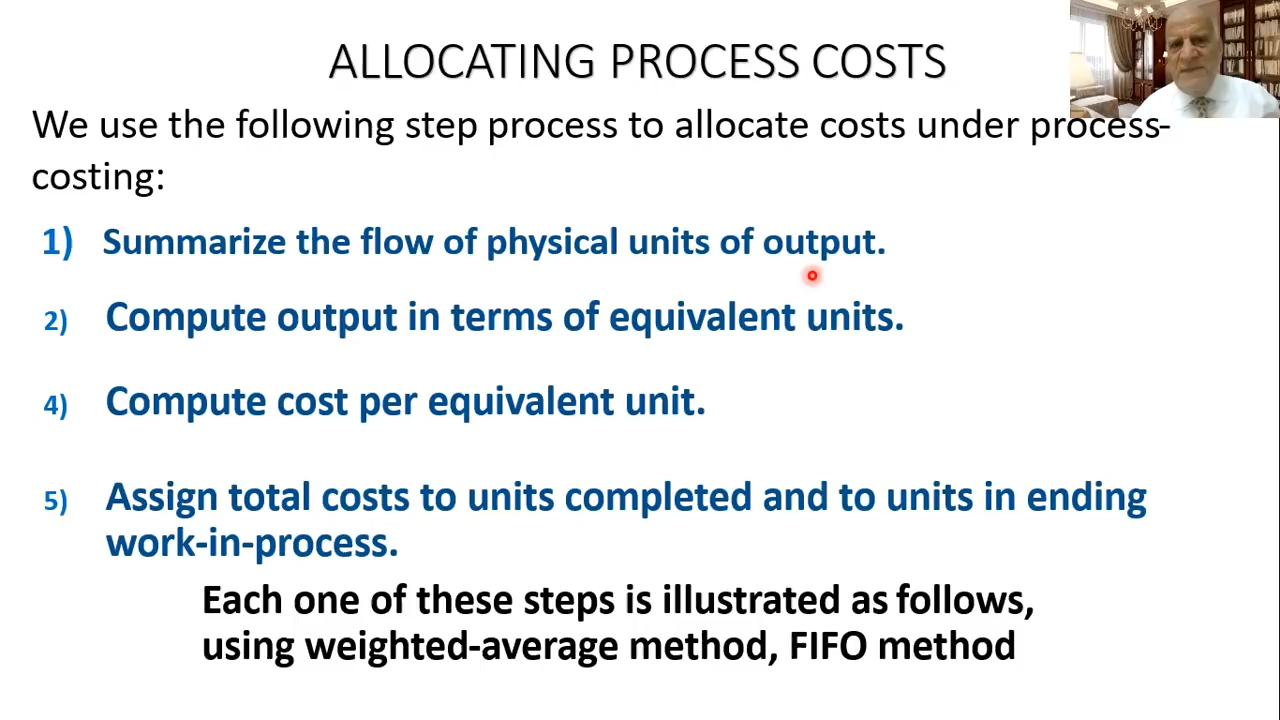 ALLOCATING PROCESS COSTS
We use the following step process to allocate costs under process-
costing:
1) Summarize the flow of physical units of output.
2) Compute output in terms of equivalent units.
4) Compute cost per equivalent unit.
5) Assign total costs to units completed and to units in ending
work-in-process.
Each one of these steps is illustrated as follows,
using weighted-average method, FIFO method